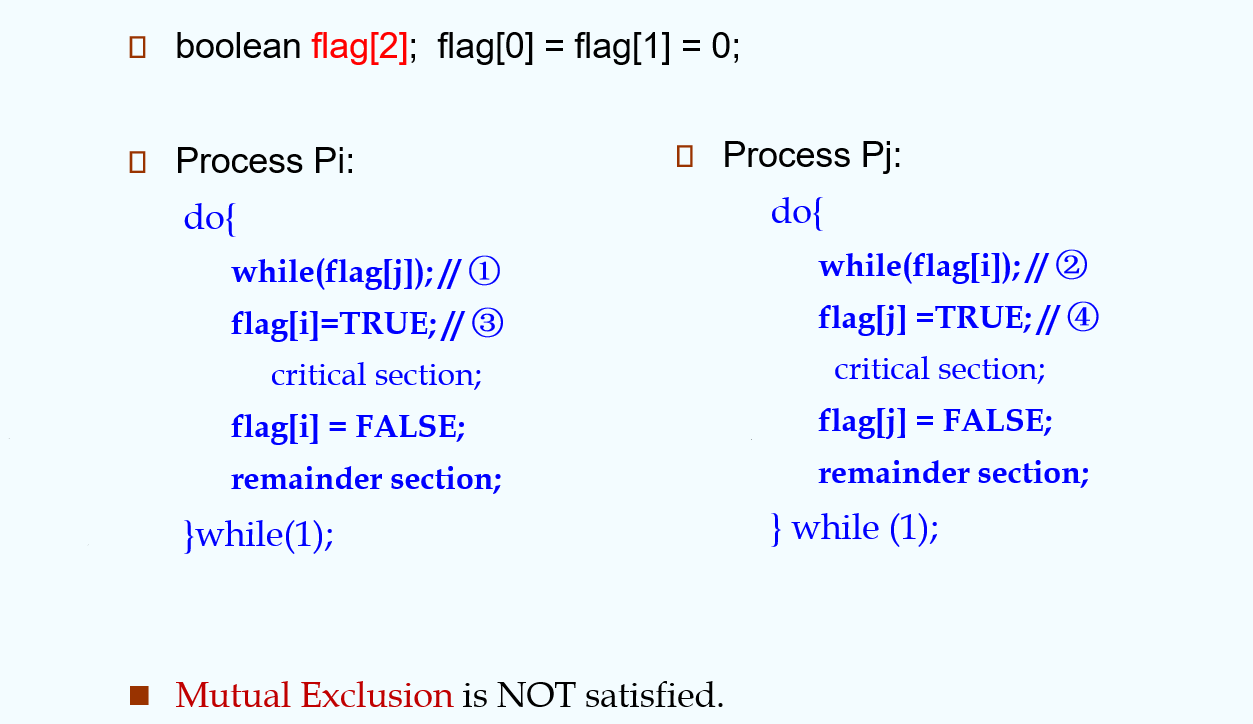 boolean flag[2];  flag[0] = flag[1] = 0;
Process Pi:
do{
while(flag[j]);// ①
flag[i]=TRUE;// ③
critical section;
flag[i] = FALSE;
remainder section;
}while(1);
Process Pj:
do{
while(flag[i]);// ②
flag[j] =TRUE;// ④
critical section;
flag[j] = FALSE;
remainder section;
} while (1);
Mutual Exclusion is NOT satisfied.